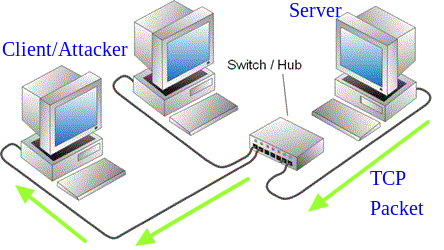 Server
Client/Attacker
Switch / Hub
TCP
Packet